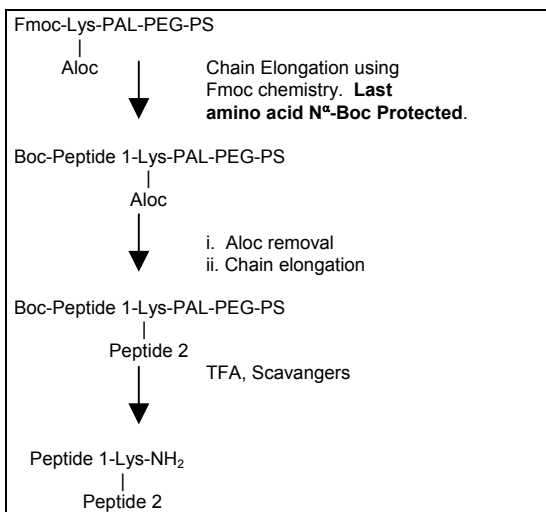 Fmoc-Lys-PAL-PEG-PS
|
Aloc
Chain Elongation using
Fmoc chemistry. Last
amino acid Nα-Boc Protected.
Boc-Peptide 1-Lys-PAL-PEG-PS
|
Aloc
i. Aloc removal
ii. Chain elongation
Boc-Peptide 1-Lys-PAL-PEG-PS
|
Peptide 2
TFA, Scavangers
Peptide 1-Lys-NH₂
|
Peptide 2